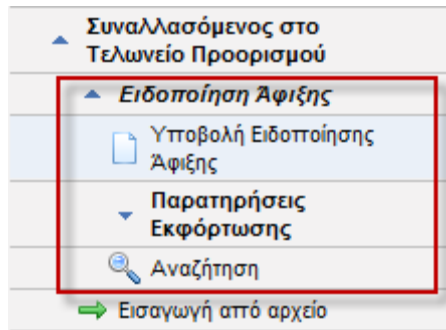 Συναλλασόμενος στο
Τελωνείο Προορισμού
Ειδοποίηση Άφιξης
Υποβολή Ειδοποίησης
Άφιξης
Παρατηρήσεις
Εκφόρτωσης
Αναζήτηση
Εισαγωγή από αρχείο